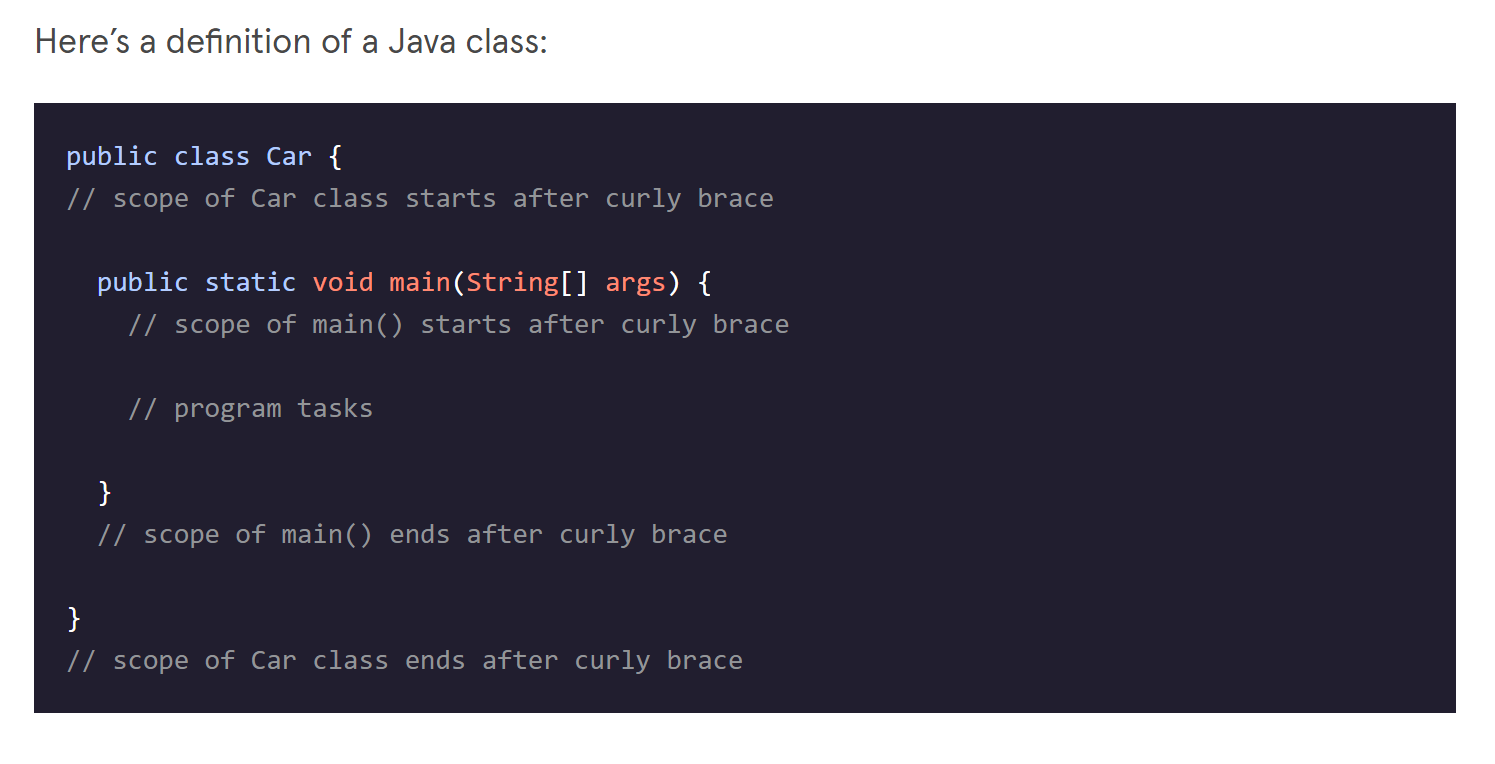 Here’s a definition of a Java class:
public class Car {
// scope of Car class starts after curly brace
public static void main(String[] args) {
// scope of main() starts after curly brace
// program tasks
}
// scope of main() ends after curly brace
}
// scope of Car class ends after curly brace